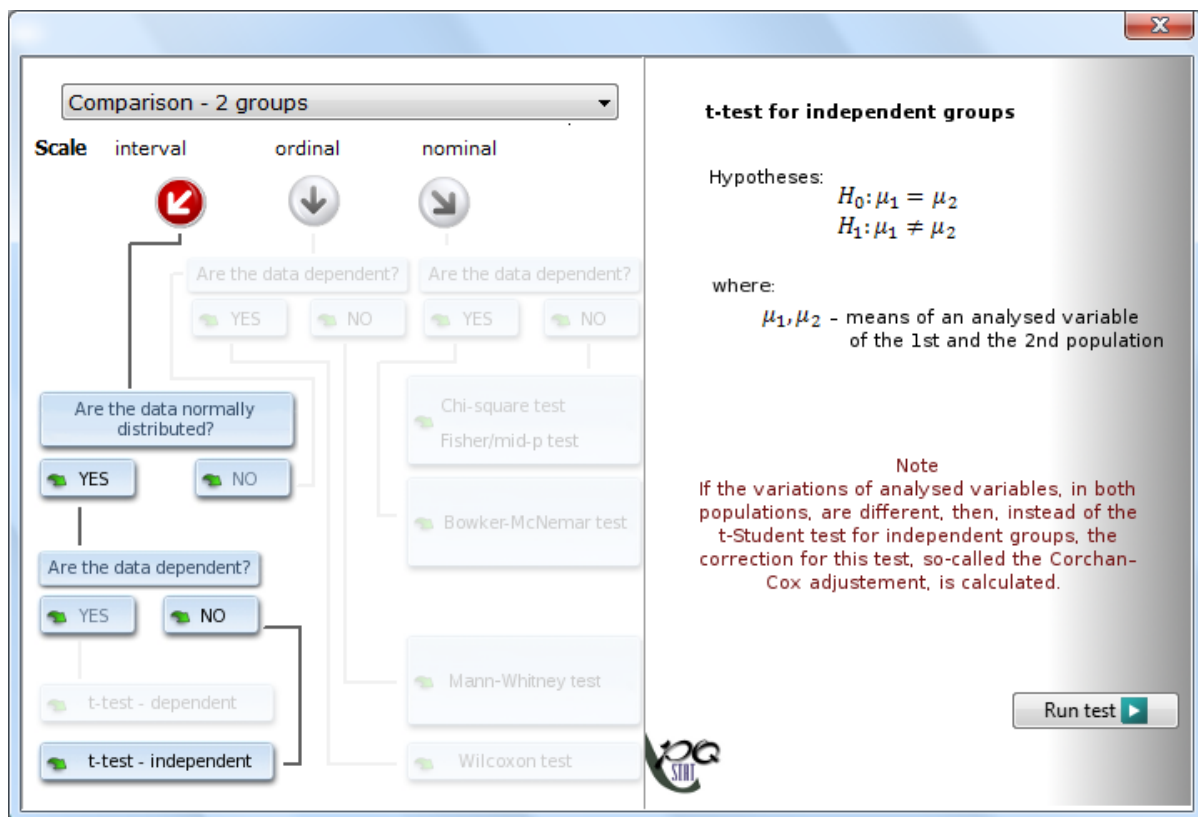 Comparison - 2 groups
Scale interval ordinal nominal
Are the data dependent? Are the data dependent?
YES NO YES NO
Are the data normally
distributed?
YES NO
Chi-square test
Fisher/mid-p test
Bowker-McNemar test
Are the data dependent?
YES NO
Mann-Whitney test
t-test - dependent
t-test - independent
Wilcoxon test
t-test for independent groups
Hypotheses:
H₀: μ₁ = μ₂
H₁: μ₁ ≠ μ₂
where:
μ₁, μ₂ – means of an analysed variable
of the 1st and the 2nd population
Note
If the variations of analysed variables, in both
populations, are different, then, instead of the
t-Student test for independent groups, the
correction for this test, so-called the Corchan–
Cox adjustement, is calculated.
Run test
PQ
STAT